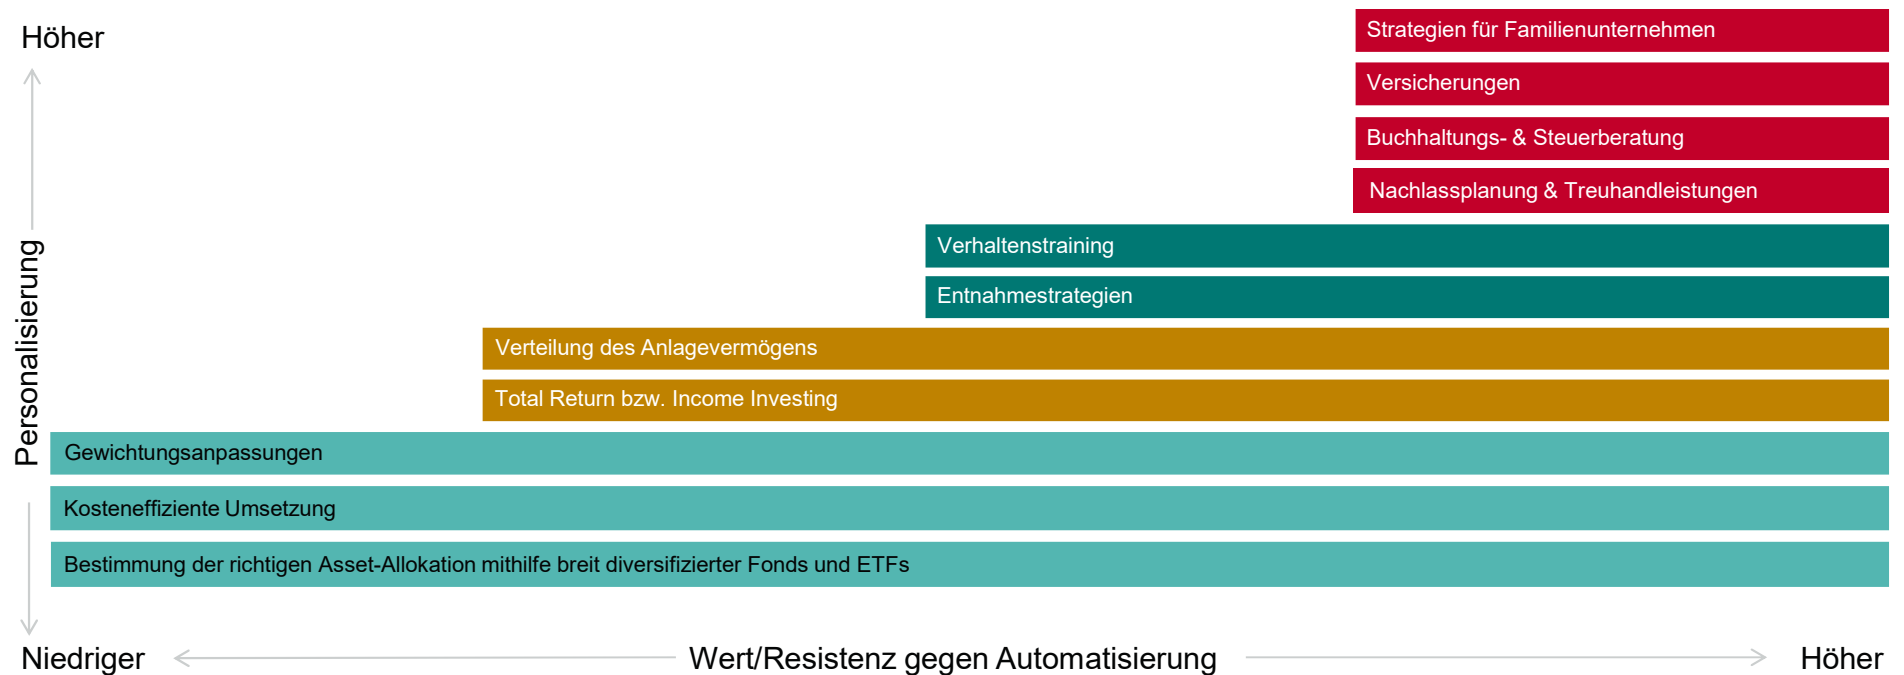 Höher
Strategien für Familienunternehmen
Versicherungen
Buchhaltungs- & Steuerberatung
Nachlassplanung & Treuhandleistungen
Verhaltenstraining
Entnahmestrategien
Personalisierung
Verteilung des Anlagevermögens
Total Return bzw. Income Investing
Gewichtungsanpassungen
Kosteneffiziente Umsetzung
Bestimmung der richtigen Asset-Allokation mithilfe breit diversifizierter Fonds und ETFs
Niedriger
Wert/Resistenz gegen Automatisierung
Höher